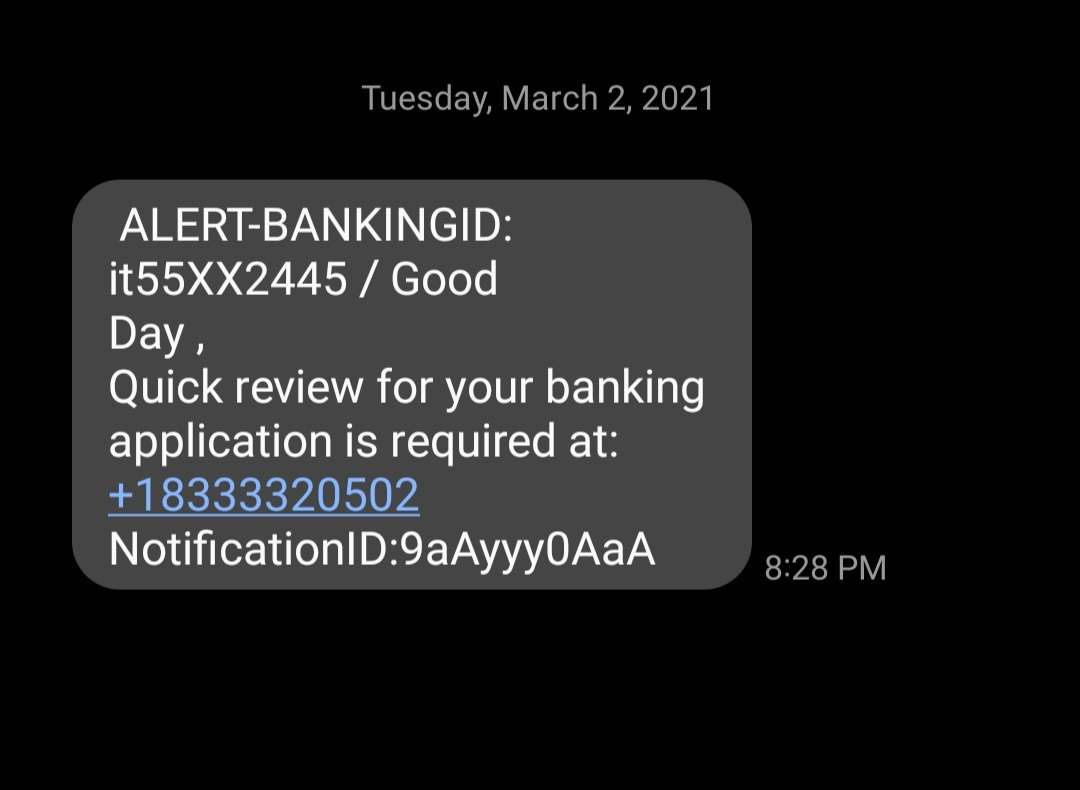 Tuesday, March 2, 2021
ALERT-BANKINGID:
it55XX2445 / Good
Day ,
Quick review for your banking
application is required at:
+18333320502
NotificationID:9aAyyy0AaA
8:28 PM